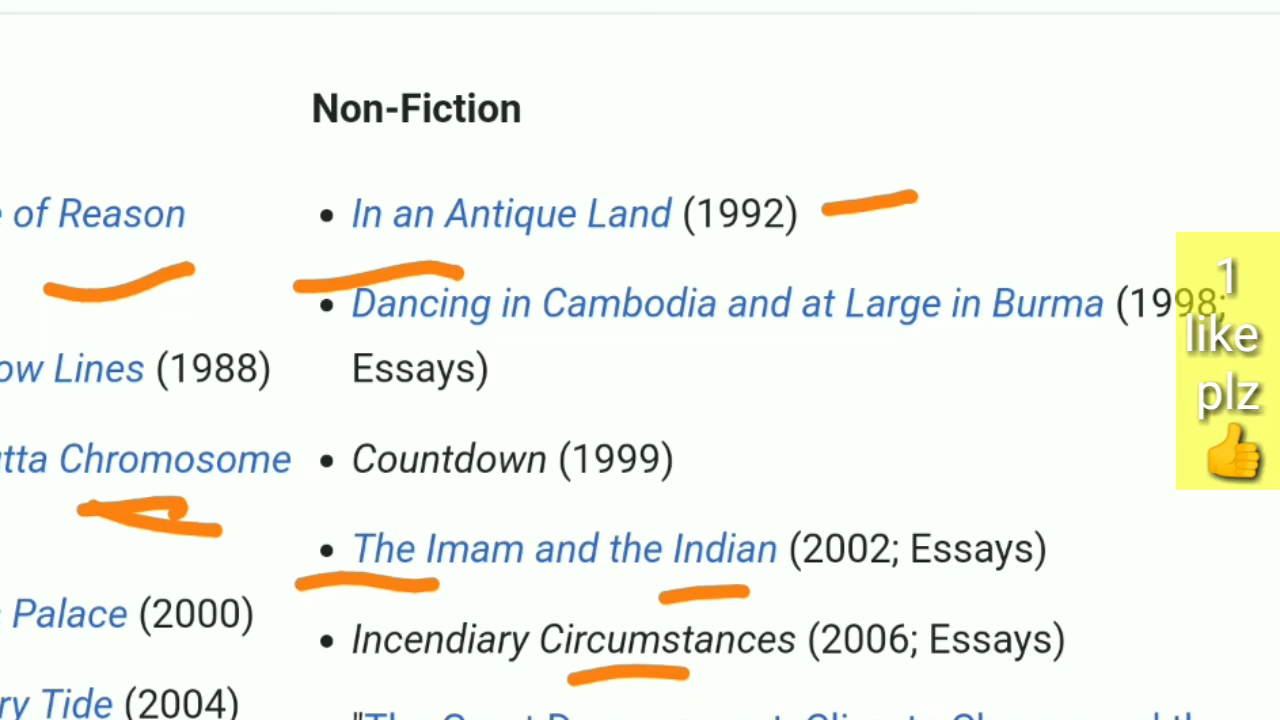 Non-Fiction
of Reason
• In an Antique Land (1992)
• Dancing in Cambodia and at Large in Burma (1998;
Essays)
ow Lines (1988)
tta Chromosome
• Countdown (1999)
• The Imam and the Indian (2002; Essays)
Palace (2000)
• Incendiary Circumstances (2006; Essays)
ry Tide (2004)
1
like
plz
👍